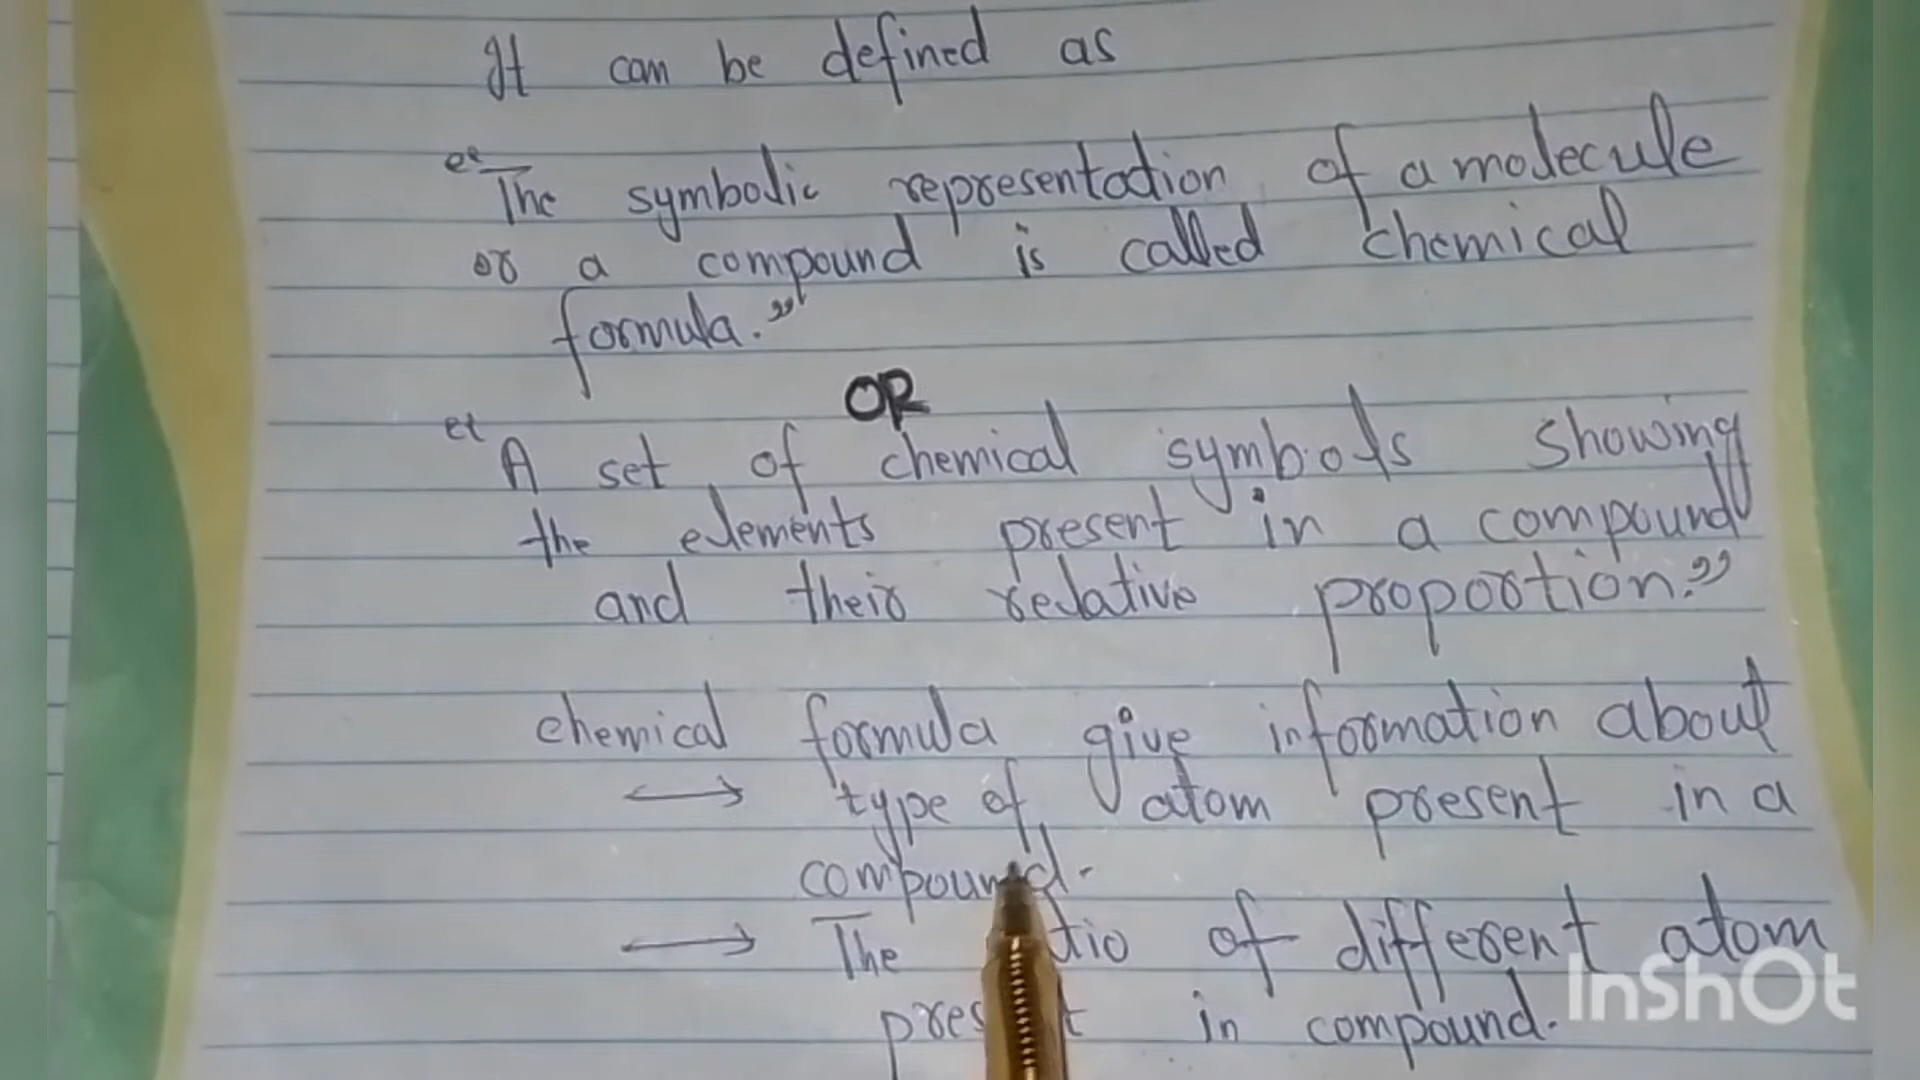 It can be defined as
"The symbolic representation of a molecule
or a compound is called chemical
formula."
OR
"A set of chemical symbols showing
the elements present in a compound
and their relative proportion."
chemical formula give information about
→ type of atom present in a
compound.
→ The of different atom
in compound.
InShOt